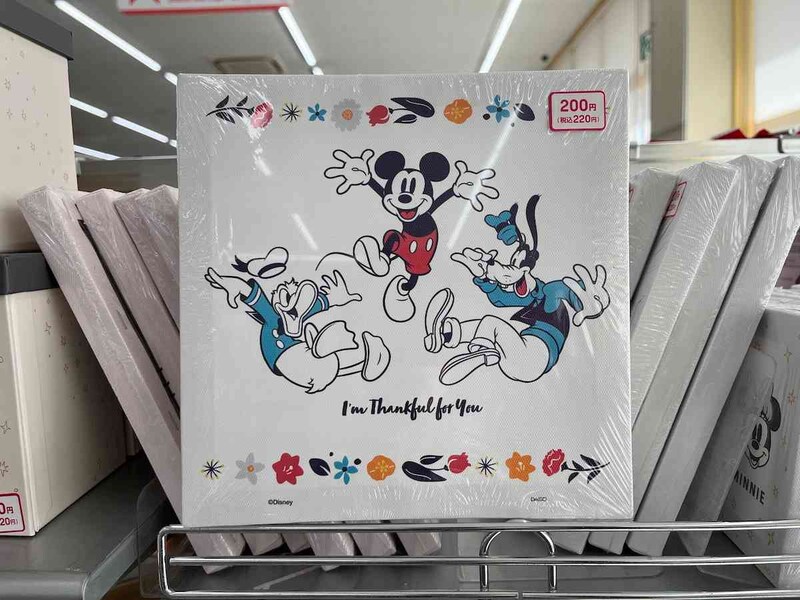 200円
(税込220円)
I'm Thankful for You
©Disney
DAISO
0円
20円)
MINNIE